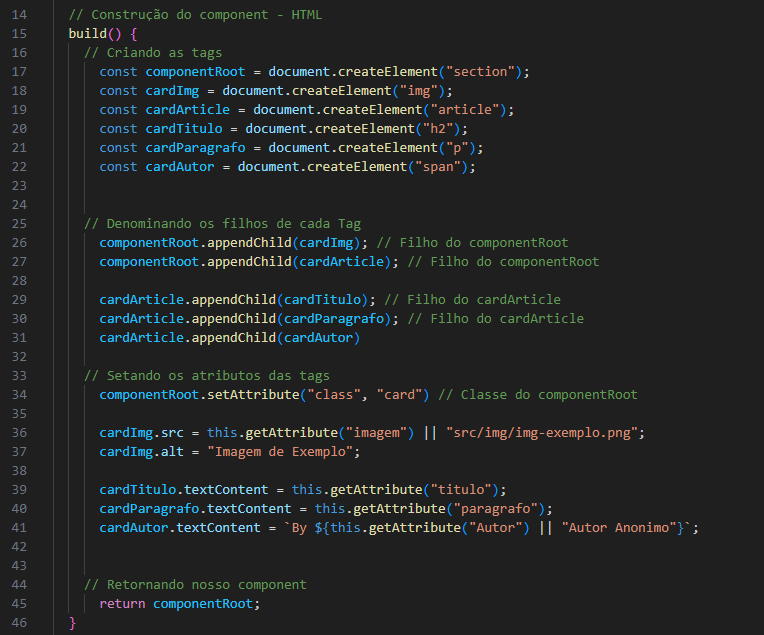 14 // Construção do component - HTML
15 build() {
16 // Criando as tags
17 const componentRoot = document.createElement("section");
18 const cardImg = document.createElement("img");
19 const cardArticle = document.createElement("article");
20 const cardTitulo = document.createElement("h2");
21 const cardParagrafo = document.createElement("p");
22 const cardAutor = document.createElement("span");
23
24
25 // Denominando os filhos de cada Tag
26 componentRoot.appendChild(cardImg); // Filho do componentRoot
27 componentRoot.appendChild(cardArticle); // Filho do componentRoot
28
29 cardArticle.appendChild(cardTitulo); // Filho do cardArticle
30 cardArticle.appendChild(cardParagrafo); // Filho do cardArticle
31 cardArticle.appendChild(cardAutor)
32
33 // Setando os atributos das tags
34 componentRoot.setAttribute("class", "card") // Classe do componentRoot
35
36 cardImg.src = this.getAttribute("imagem") || "src/img/img-exemplo.png";
37 cardImg.alt = "Imagem de Exemplo";
38
39 cardTitulo.textContent = this.getAttribute("titulo");
40 cardParagrafo.textContent = this.getAttribute("paragrafo");
41 cardAutor.textContent = `By ${this.getAttribute("Autor") || "Autor Anonimo"}`;
42
43
44 // Retornando nosso component
45 return componentRoot;
46 }